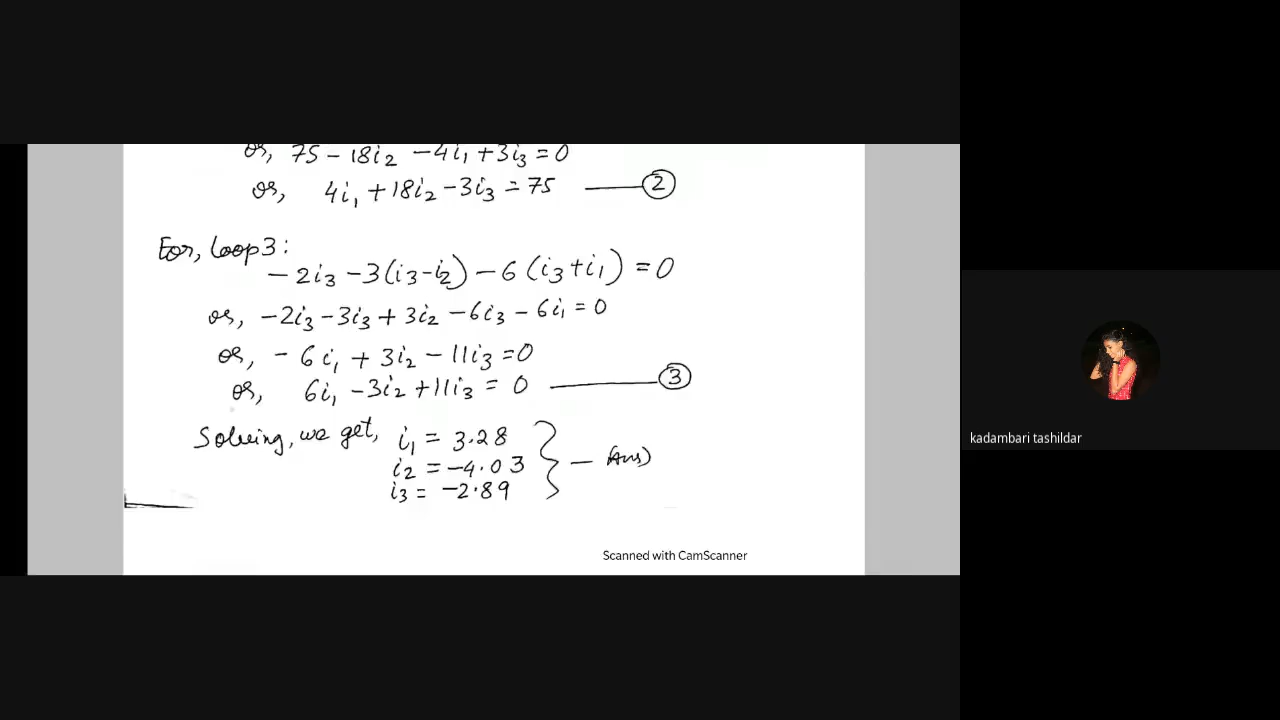 or, 75 - 18i₂ - 4i₁ + 3i₃ = 0
or, 4i₁ + 18i₂ - 3i₃ = 75 —— ②
For, Loop3:
- 2i₃ - 3(i₃ - i₂) - 6(i₃ + i₁) = 0
or, -2i₃ - 3i₃ + 3i₂ - 6i₃ - 6i₁ = 0
or, - 6i₁ + 3i₂ - 11i₃ = 0
or, 6i₁ - 3i₂ + 11i₃ = 0 —— ③
Solving, we get, i₁ = 3.28
i₂ = -4.03 } — Ans)
i₃ = -2.89
Scanned with CamScanner
kadambari tashildar